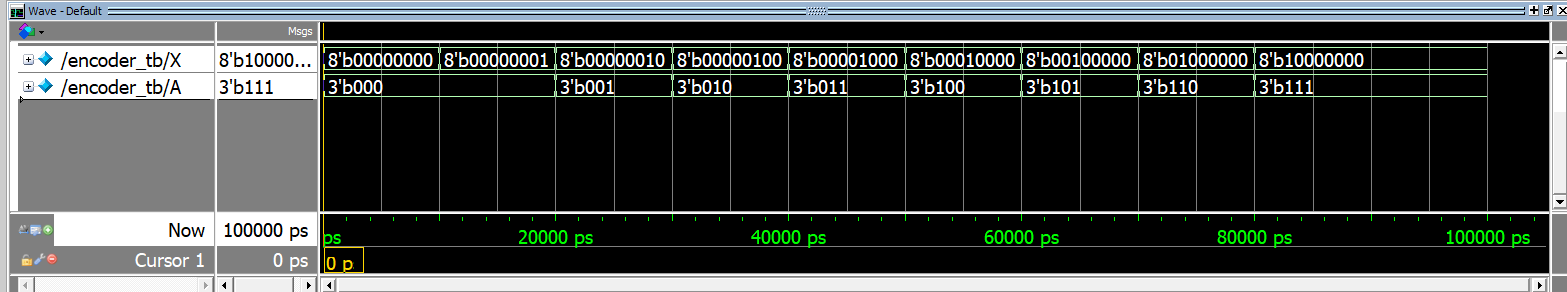 Wave - Default
Msgs
/encoder_tb/X 8'b10000... 8'b00000000 8'b00000001 8'b00000010 8'b00000100 8'b00001000 8'b00010000 8'b00100000 8'b01000000 8'b10000000
/encoder_tb/A 3'b111 3'b000 3'b001 3'b010 3'b011 3'b100 3'b101 3'b110 3'b111
Now 100000 ps ps 20000 ps 40000 ps 60000 ps 80000 ps 100000 ps
Cursor 1 0 ps 0 p